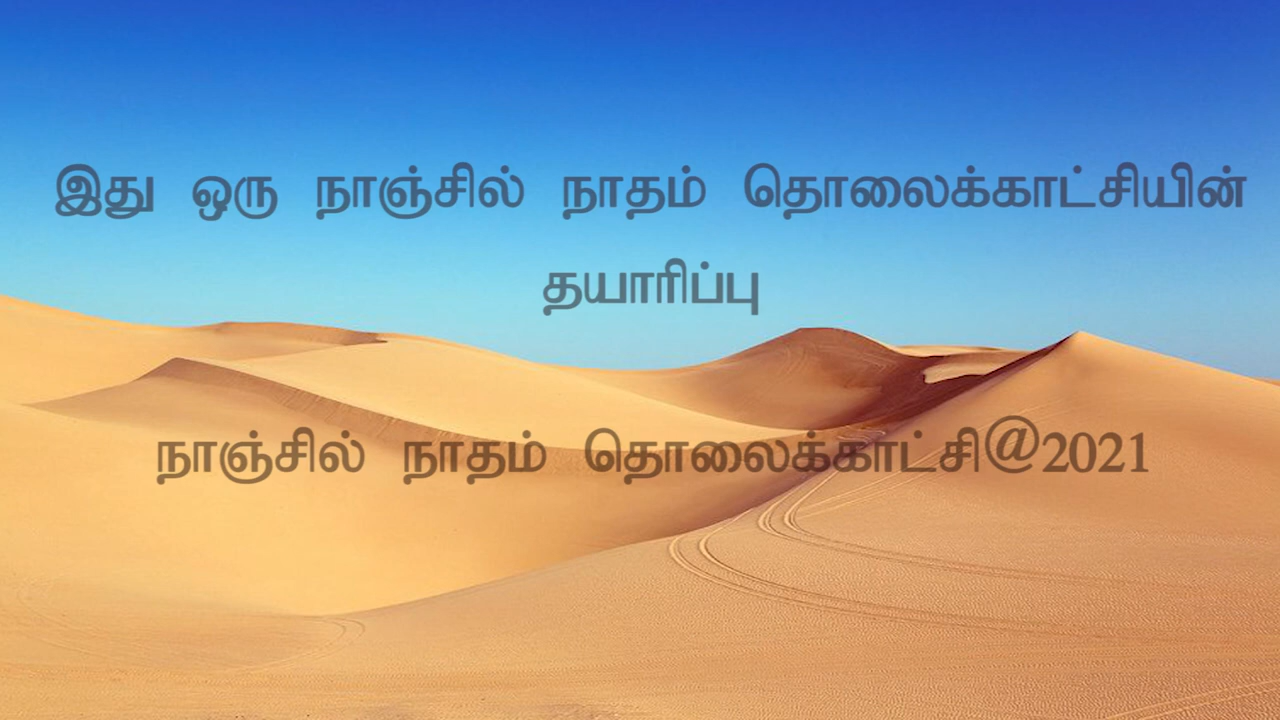 இது ஒரு நாஞ்சில் நாதம் தொலைக்காட்சியின்
தயாரிப்பு
நாஞ்சில் நாதம் தொலைக்காட்சி@2021